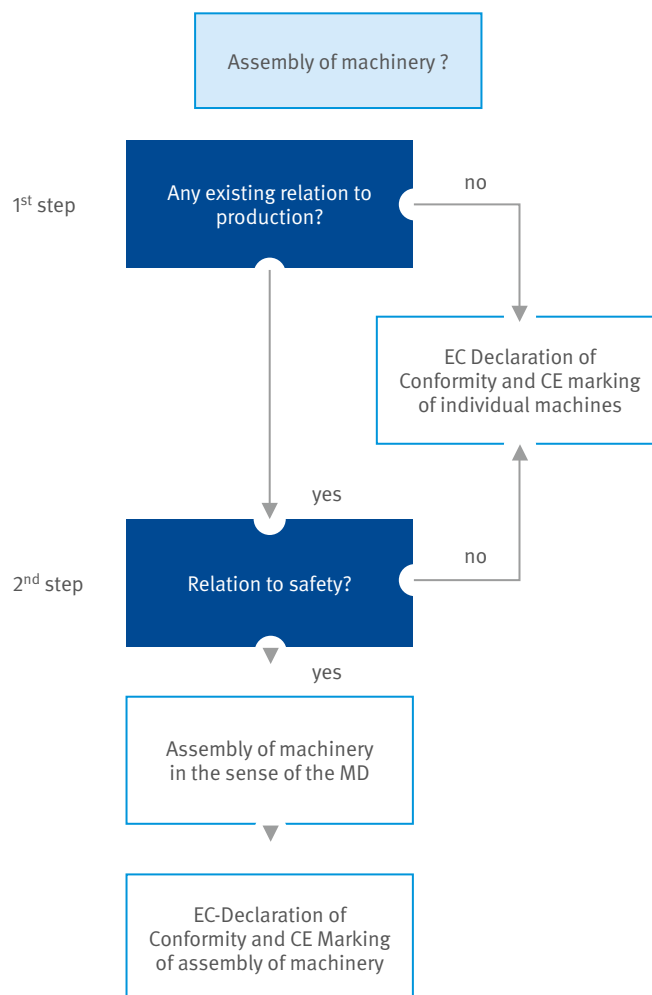 Assembly of machinery ?
1st step
Any existing relation to
production?
no
EC Declaration of
Conformity and CE marking
of individual machines
yes
2nd step
Relation to safety?
no
yes
Assembly of machinery
in the sense of the MD
EC-Declaration of
Conformity and CE Marking
of assembly of machinery